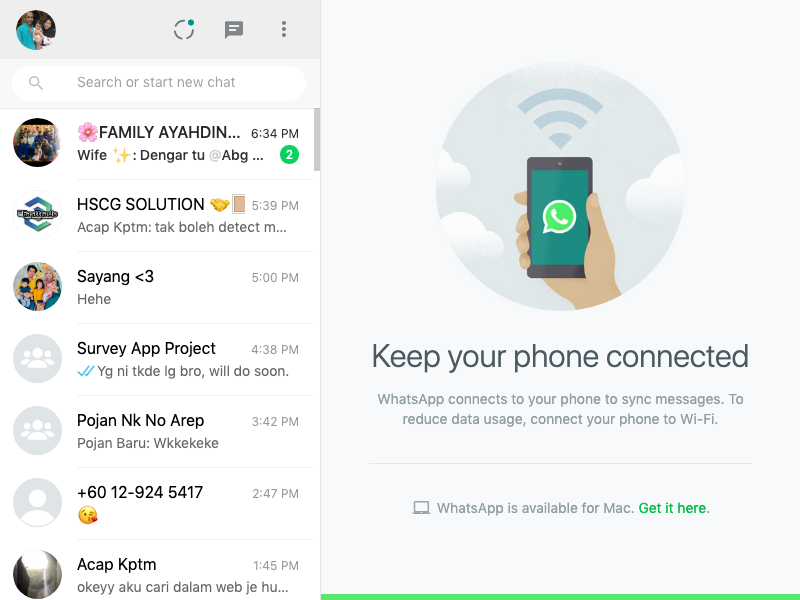 Search or start new chat
🌸FAMILY AYAHDIN... 6:34 PM
Wife ✨: Dengar tu @Abg ... 2
HSCG SOLUTION 🤝🚪 5:39 PM
Acap Kptm: tak boleh detect m...
Sayang <3 5:00 PM
Hehe
Survey App Project 4:38 PM
Yg ni tkde lg bro, will do soon.
Pojan Nk No Arep 3:42 PM
Pojan Baru: Wkkekeke
+60 12-924 5417 2:47 PM
😘
Acap Kptm 1:45 PM
okeyy aku cari dalam web je hu...
Keep your phone connected
WhatsApp connects to your phone to sync messages. To
reduce data usage, connect your phone to Wi-Fi.
WhatsApp is available for Mac. Get it here.